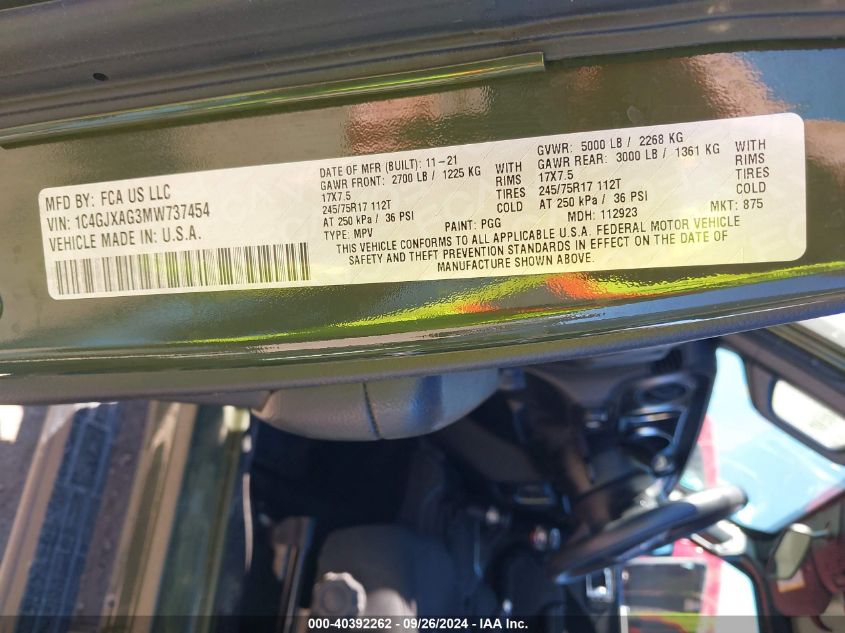 MFD BY: FCA US LLC
VIN: 1C4GJXAG3MW737454
VEHICLE MADE IN: U.S.A.
DATE OF MFR (BUILT): 11-21
GAWR FRONT: 2700 LB / 1225 KG WITH
17X7.5 RIMS
245/75R17 112T TIRES
AT 250 kPa / 36 PSI COLD
TYPE: MPV PAINT: PGG
GVWR: 5000 LB / 2268 KG
GAWR REAR: 3000 LB / 1361 KG WITH
17X7.5 RIMS
245/75R17 112T TIRES
AT 250 kPa / 36 PSI COLD
MDH: 112923 MKT: 875
THIS VEHICLE CONFORMS TO ALL APPLICABLE U.S.A. FEDERAL MOTOR VEHICLE
SAFETY AND THEFT PREVENTION STANDARDS IN EFFECT ON THE DATE OF
MANUFACTURE SHOWN ABOVE.
000-40392262 - 09/26/2024 - IAA Inc.